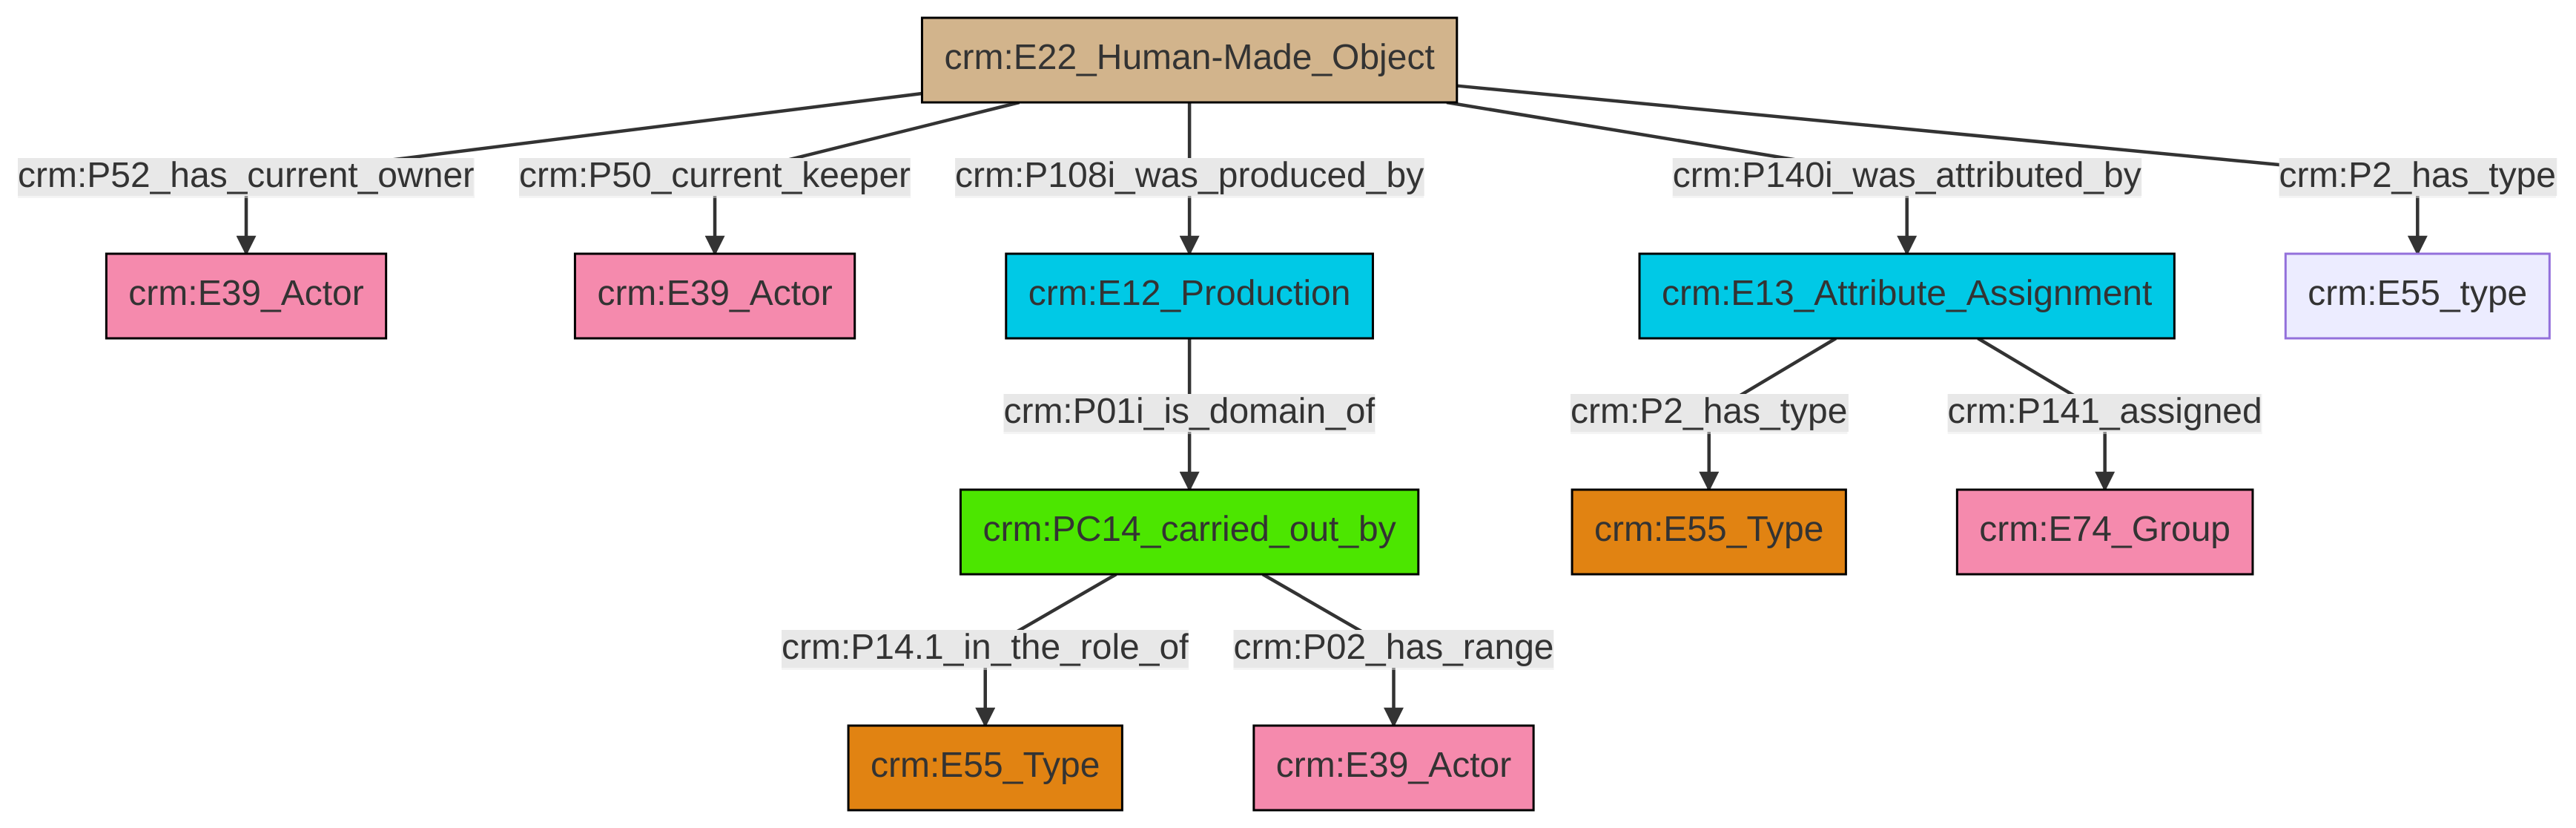 crm:E22_Human-Made_Object
crm:P52_has_current_owner
crm:P50_current_keeper
crm:P108i_was_produced_by
crm:P140i_was_attributed_by
crm:P2_has_type
crm:E39_Actor
crm:E39_Actor
crm:E12_Production
crm:E13_Attribute_Assignment
crm:E55_type
crm:P01i_is_domain_of
crm:P2_has_type
crm:P141_assigned
crm:PC14_carried_out_by
crm:E55_Type
crm:E74_Group
crm:P14.1_in_the_role_of
crm:P02_has_range
crm:E55_Type
crm:E39_Actor